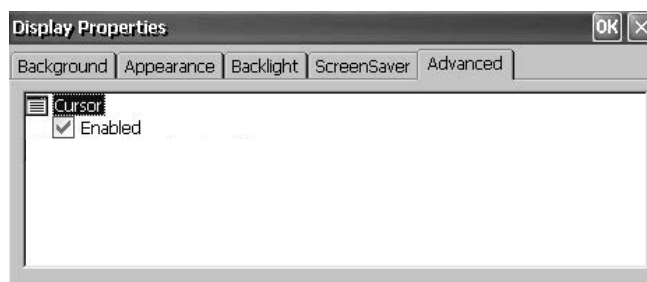 Display Properties OK
Background Appearance Backlight ScreenSaver Advanced
Cursor
Enabled